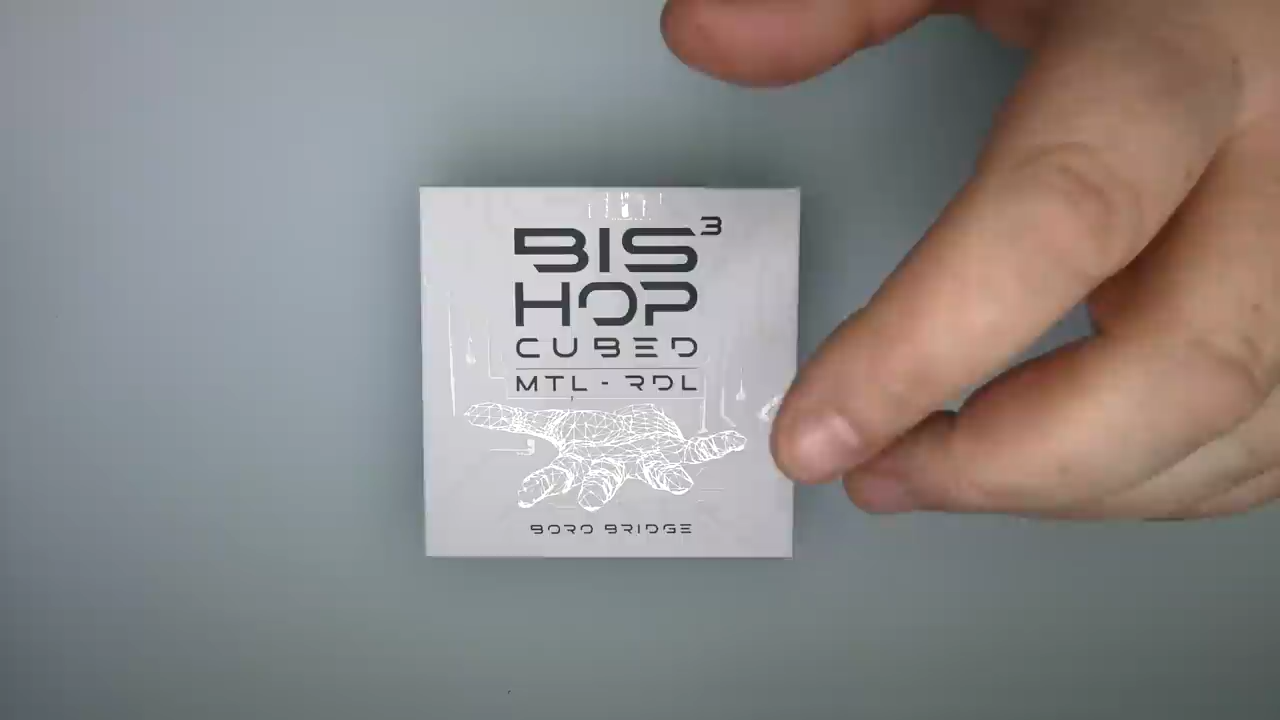 BIS³
HOP
CUBED
MTL - RDL
BORO BRIDGE